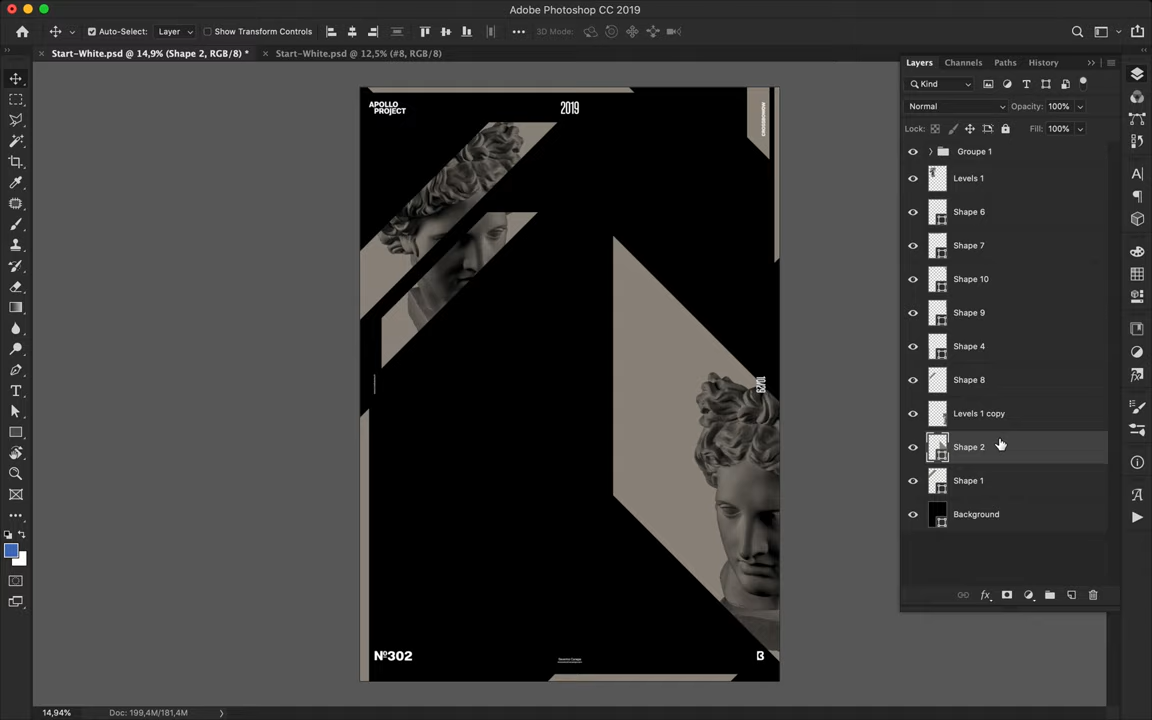 Adobe Photoshop CC 2019
Auto-Select:
Layer
Show Transform Controls
3D Mode:
Start-White.psd @ 14,9% (Shape 2, RGB/8) *
Start-White.psd @ 12,5% (#8, RGB/8)
Layers
Channels
Paths
History
Kind
Normal
Opacity:
100%
Lock:
Fill:
100%
Groupe 1
Levels 1
Shape 6
Shape 7
Shape 10
Shape 9
Shape 4
Shape 8
Levels 1 copy
Shape 2
Shape 1
Background
APOLLO
PROJECT
2019
10/29
Nº302
B
14,94%
Doc: 199,4M/181,4M